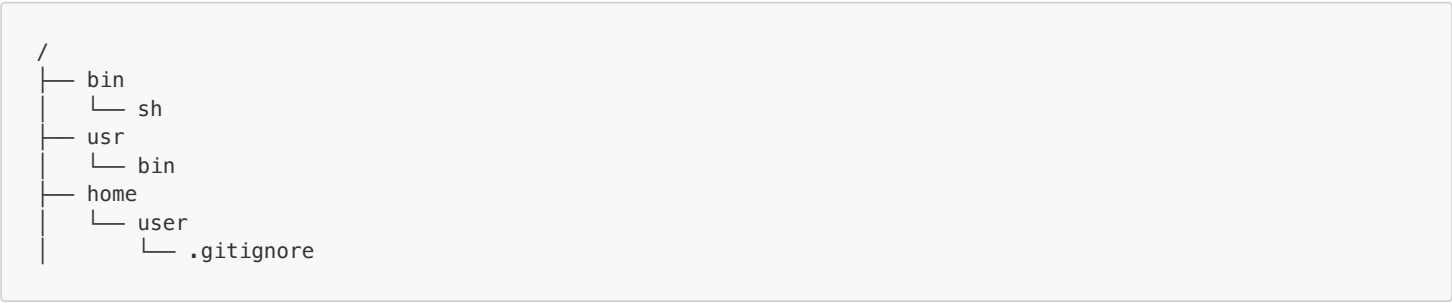 /
├── bin
│   └── sh
├── usr
│   └── bin
├── home
│   └── user
│       └── .gitignore